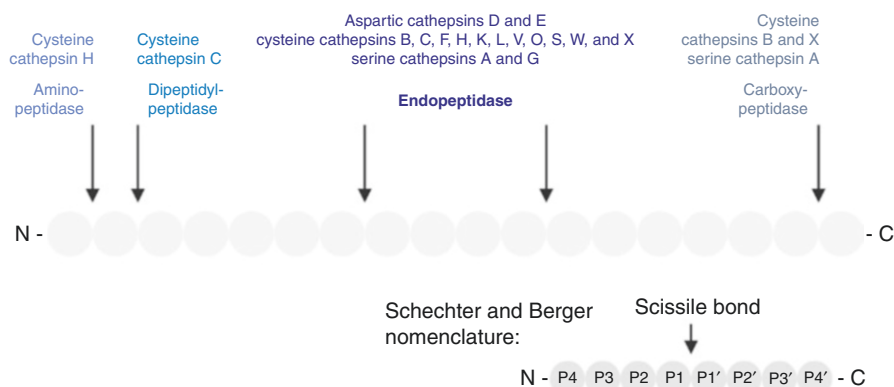 Cysteine
cathepsin H
Amino-
peptidase
Cysteine
cathepsin C
Dipeptidyl-
peptidase
Aspartic cathepsins D and E
cysteine cathepsins B, C, F, H, K, L, V, O, S, W, and X
serine cathepsins A and G
Endopeptidase
Cysteine
cathepsins B and X
serine cathepsin A
Carboxy-
peptidase
N - - C
Schechter and Berger
nomenclature:
Scissile bond
N - P4 P3 P2 P1 P1′ P2′ P3′ P4′ - C